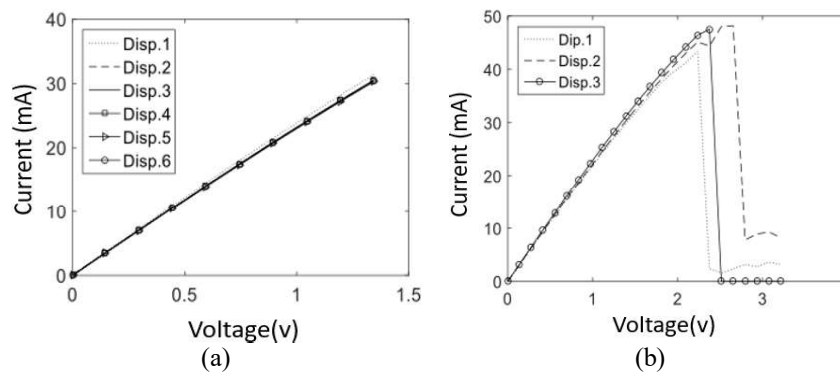 40
30
20
10
0
Current (mA)
Disp.1
Disp.2
Disp.3
Disp.4
Disp.5
Disp.6
0
0.5
1
1.5
Voltage(v)
(a)
50
40
30
20
10
0
Current (mA)
Dip.1
Disp.2
Disp.3
0
1
2
3
Voltage(v)
(b)